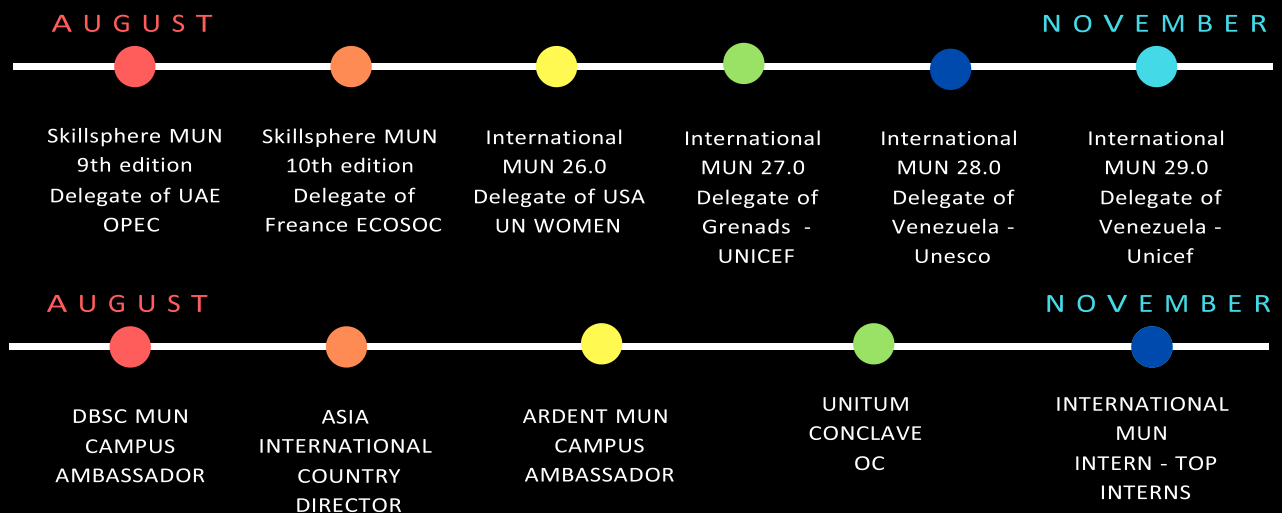 AUGUST
NOVEMBER
Skillsphere MUN
9th edition
Delegate of UAE
OPEC
Skillsphere MUN
10th edition
Delegate of
Freance ECOSOC
International
MUN 26.0
Delegate of USA
UN WOMEN
International
MUN 27.0
Delegate of
Grenads -
UNICEF
International
MUN 28.0
Delegate of
Venezuela -
Unesco
International
MUN 29.0
Delegate of
Venezuela -
Unicef
AUGUST
NOVEMBER
DBSC MUN
CAMPUS
AMBASSADOR
ASIA
INTERNATIONAL
COUNTRY
DIRECTOR
ARDENT MUN
CAMPUS
AMBASSADOR
UNITUM
CONCLAVE
OC
INTERNATIONAL
MUN
INTERN - TOP
INTERNS